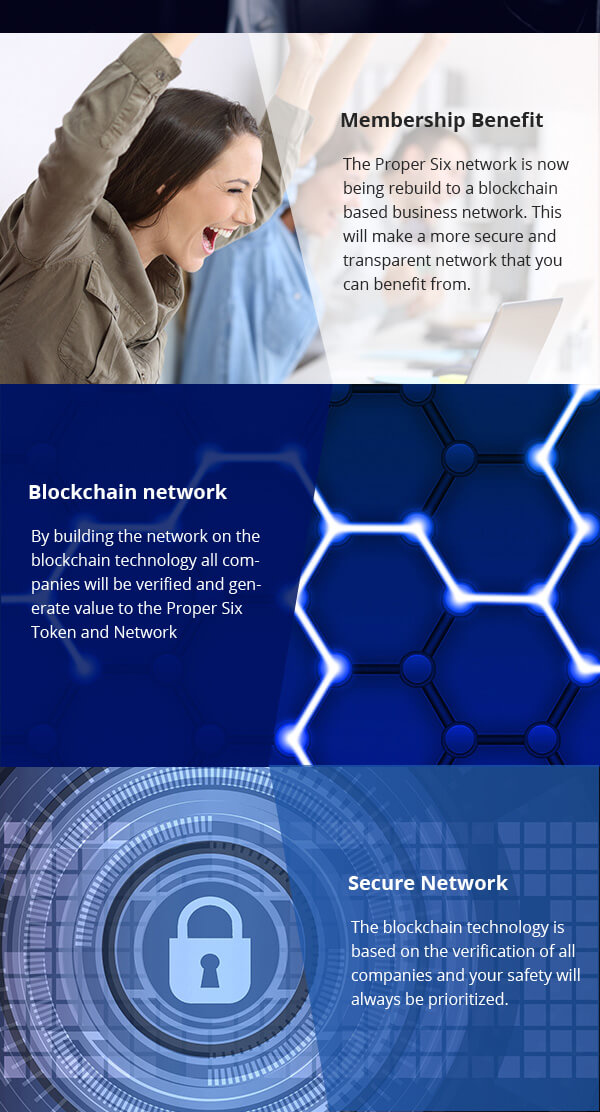 Membership Benefit
The Proper Six network is now
being rebuild to a blockchain
based business network. This
will make a more secure and
transparent network that you
can benefit from.
Blockchain network
By building the network on the
blockchain technology all com-
panies will be verified and gen-
erate value to the Proper Six
Token and Network
Secure Network
The blockchain technology is
based on the verification of all
companies and your safety will
always be prioritized.